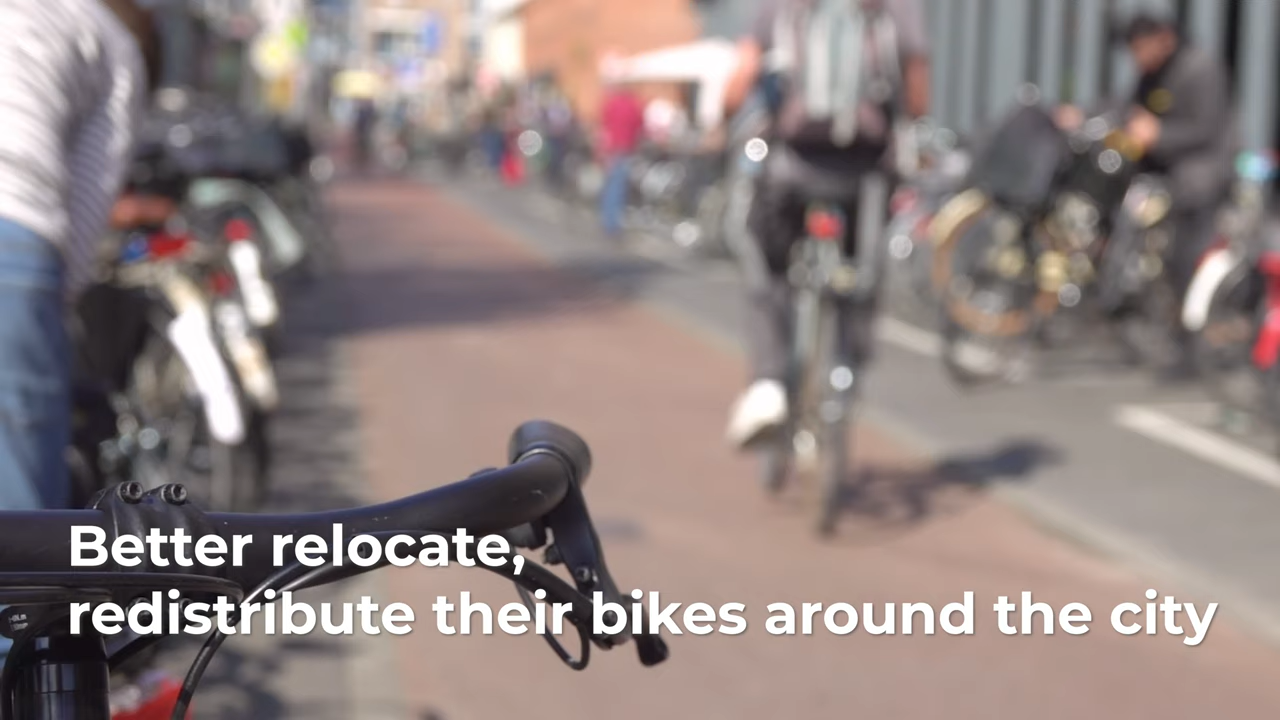 Better relocate,
redistribute their bikes around the city